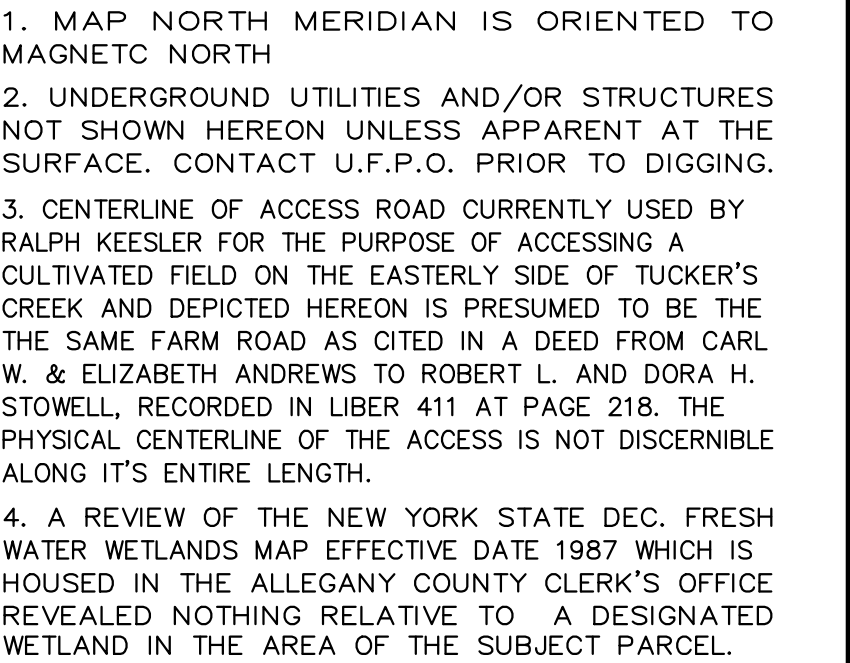 1. MAP NORTH MERIDIAN IS ORIENTED TO
MAGNETC NORTH
2. UNDERGROUND UTILITIES AND/OR STRUCTURES
NOT SHOWN HEREON UNLESS APPARENT AT THE
SURFACE. CONTACT U.F.P.O. PRIOR TO DIGGING.
3. CENTERLINE OF ACCESS ROAD CURRENTLY USED BY
RALPH KEESLER FOR THE PURPOSE OF ACCESSING A
CULTIVATED FIELD ON THE EASTERLY SIDE OF TUCKER'S
CREEK AND DEPICTED HEREON IS PRESUMED TO BE THE
THE SAME FARM ROAD AS CITED IN A DEED FROM CARL
W. & ELIZABETH ANDREWS TO ROBERT L. AND DORA H.
STOWELL, RECORDED IN LIBER 411 AT PAGE 218. THE
PHYSICAL CENTERLINE OF THE ACCESS IS NOT DISCERNIBLE
ALONG IT'S ENTIRE LENGTH.
4. A REVIEW OF THE NEW YORK STATE DEC. FRESH
WATER WETLANDS MAP EFFECTIVE DATE 1987 WHICH IS
HOUSED IN THE ALLEGANY COUNTY CLERK'S OFFICE
REVEALED NOTHING RELATIVE TO A DESIGNATED
WETLAND IN THE AREA OF THE SUBJECT PARCEL.